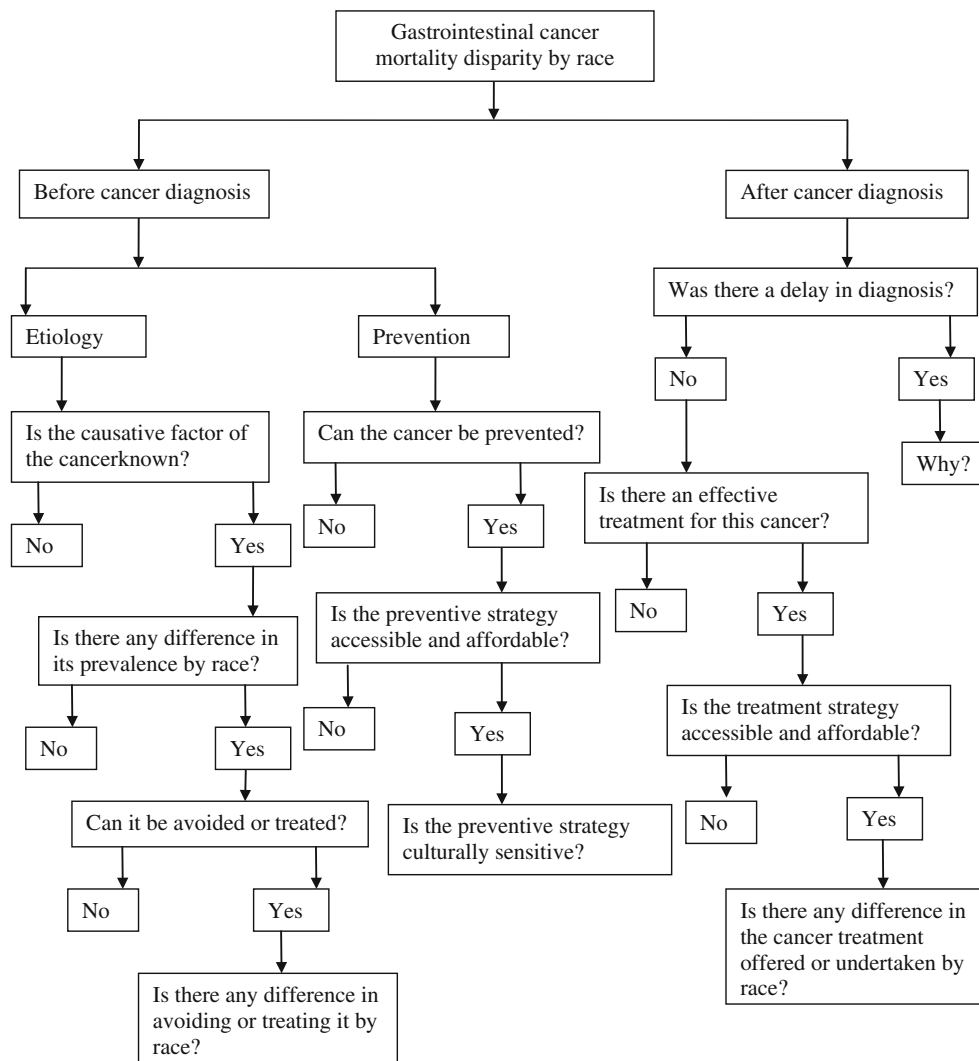 Gastrointestinal cancer
mortality disparity by race
Before cancer diagnosis
After cancer diagnosis
Was there a delay in diagnosis?
Etiology
Prevention
No
Yes
Is the causative factor of
the cancerknown?
Can the cancer be prevented?
Why?
Is there an effective
treatment for this cancer?
No
Yes
No
Yes
No
Yes
Is there any difference in
its prevalence by race?
Is the preventive strategy
accessible and affordable?
Is the treatment strategy
accessible and affordable?
No
Yes
No
Yes
Can it be avoided or treated?
Is the preventive strategy
culturally sensitive?
No
Yes
No
Yes
Is there any difference in
the cancer treatment
offered or undertaken by
race?
Is there any difference in
avoiding or treating it by
race?